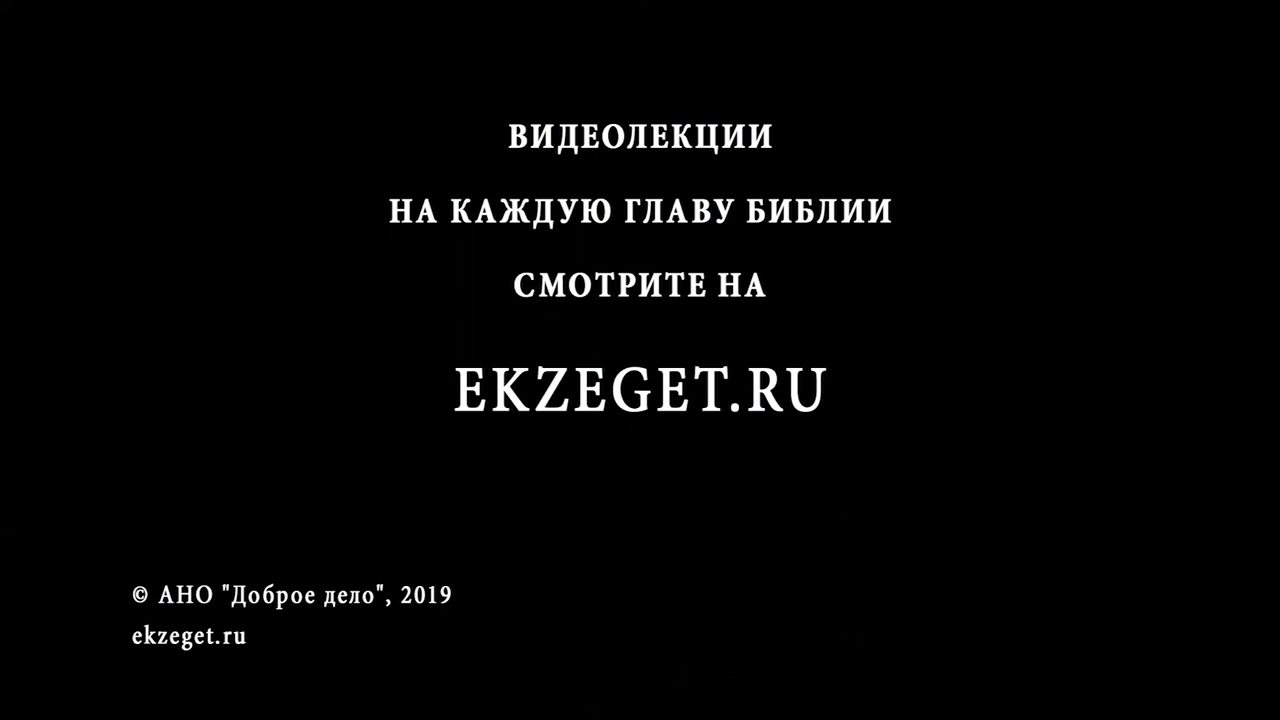 ВИДЕОЛЕКЦИИ
НА КАЖДУЮ ГЛАВУ БИБЛИИ
СМОТРИТЕ НА
EKZEGET.RU
© АНО "Доброе дело", 2019
ekzeget.ru